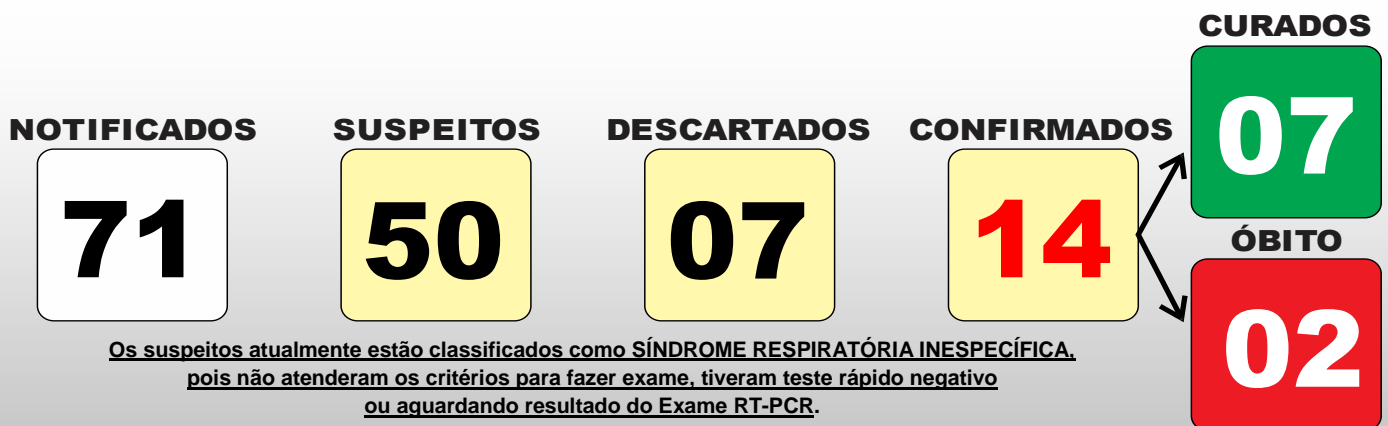 NOTIFICADOS
71
SUSPEITOS
50
DESCARTADOS
07
CONFIRMADOS
14
CURADOS
07
ÓBITO
02
Os suspeitos atualmente estão classificados como SÍNDROME RESPIRATÓRIA INESPECÍFICA,
pois não atenderam os critérios para fazer exame, tiveram teste rápido negativo
ou aguardando resultado do Exame RT-PCR.